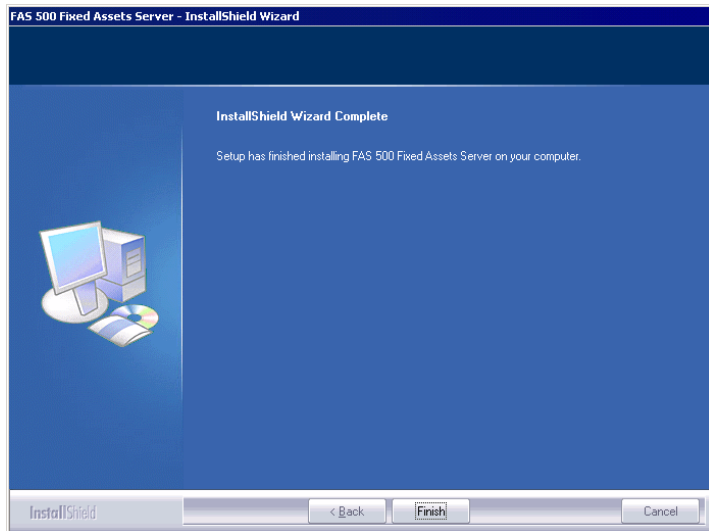 FAS 500 Fixed Assets Server - InstallShield Wizard
InstallShield Wizard Complete
Setup has finished installing FAS 500 Fixed Assets Server on your computer.
InstallShield
< Back
Finish
Cancel